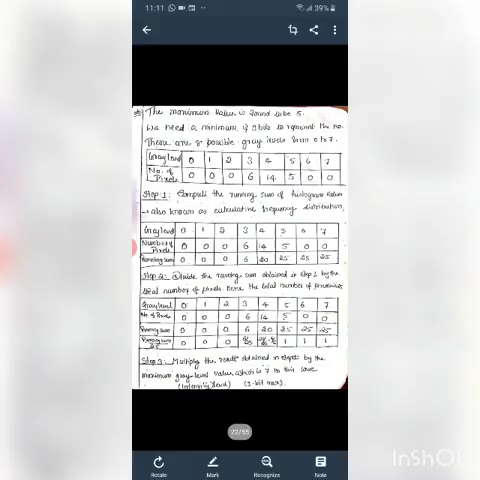 11:11
39%
The maximum value is found to be 5.
We need a minimum of 3 bits to represent the no.
There are 8 possible gray levels from 0 to 7.
Gray level 0 1 2 3 4 5 6 7
No. of Pixels 0 0 0 6 14 5 0 0
Step 1: Compute the running sum of histogram values
→ also known as cumulative frequency distribution
Gray level 0 1 2 3 4 5 6 7
Number of Pixels 0 0 0 6 14 5 0 0
Running sum 0 0 0 6 20 25 25 25
Step 2: Divide the running sum obtained in step 1 by the
total number of pixels. Here the total number of pixels is
Gray level 0 1 2 3 4 5 6 7
No. of Pixels 0 0 0 6 14 5 0 0
Running sum 0 0 0 6 20 25 25 25
Running sum 25 0 0 0 6/25 1 1 1
Step 3: Multiply the result obtained in step 2 by the
maximum gray level value, which is 7 in this case
(3-bit max)
22/55
Rotate Mark Recognize Note
InShOt